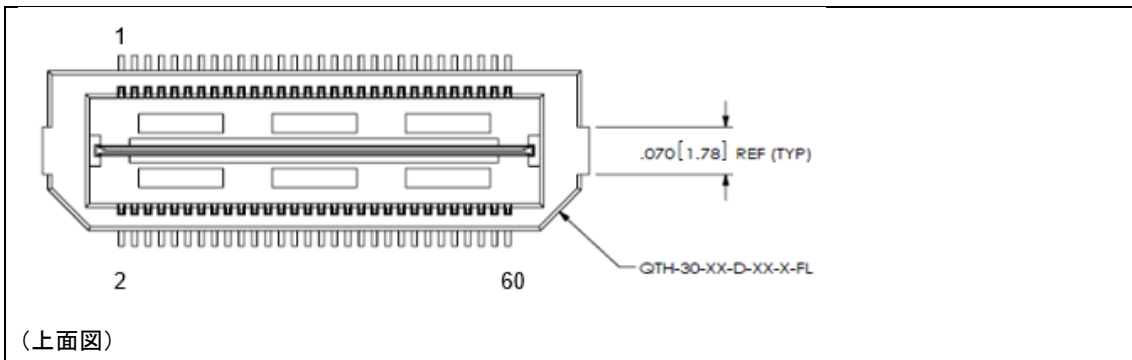 1
.070[1.78] REF (TYP)
QTH-30-XX-D-XX-X-FL
2
60
(上面図)